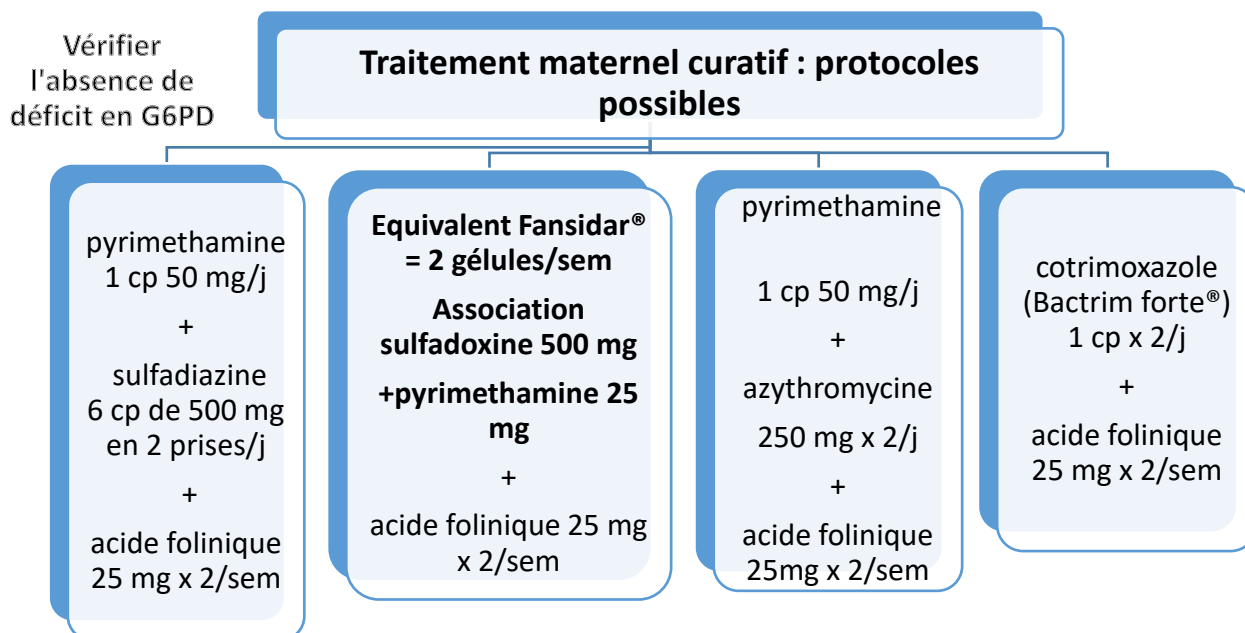 Vérifier
l'absence de
déficit en G6PD
Traitement maternel curatif : protocoles
possibles
pyrimethamine
1 cp 50 mg/j
+
sulfadiazine
6 cp de 500 mg
en 2 prises/j
+
acide folinique
25 mg x 2/sem
Equivalent Fansidar®
= 2 gélules/sem
Association
sulfadoxine 500 mg
+pyrimethamine 25
mg
+
acide folinique 25 mg
x 2/sem
pyrimethamine
1 cp 50 mg/j
+
azythromycine
250 mg x 2/j
+
acide folinique
25mg x 2/sem
cotrimoxazole
(Bactrim forte®)
1 cp x 2/j
+
acide folinique
25 mg x 2/sem